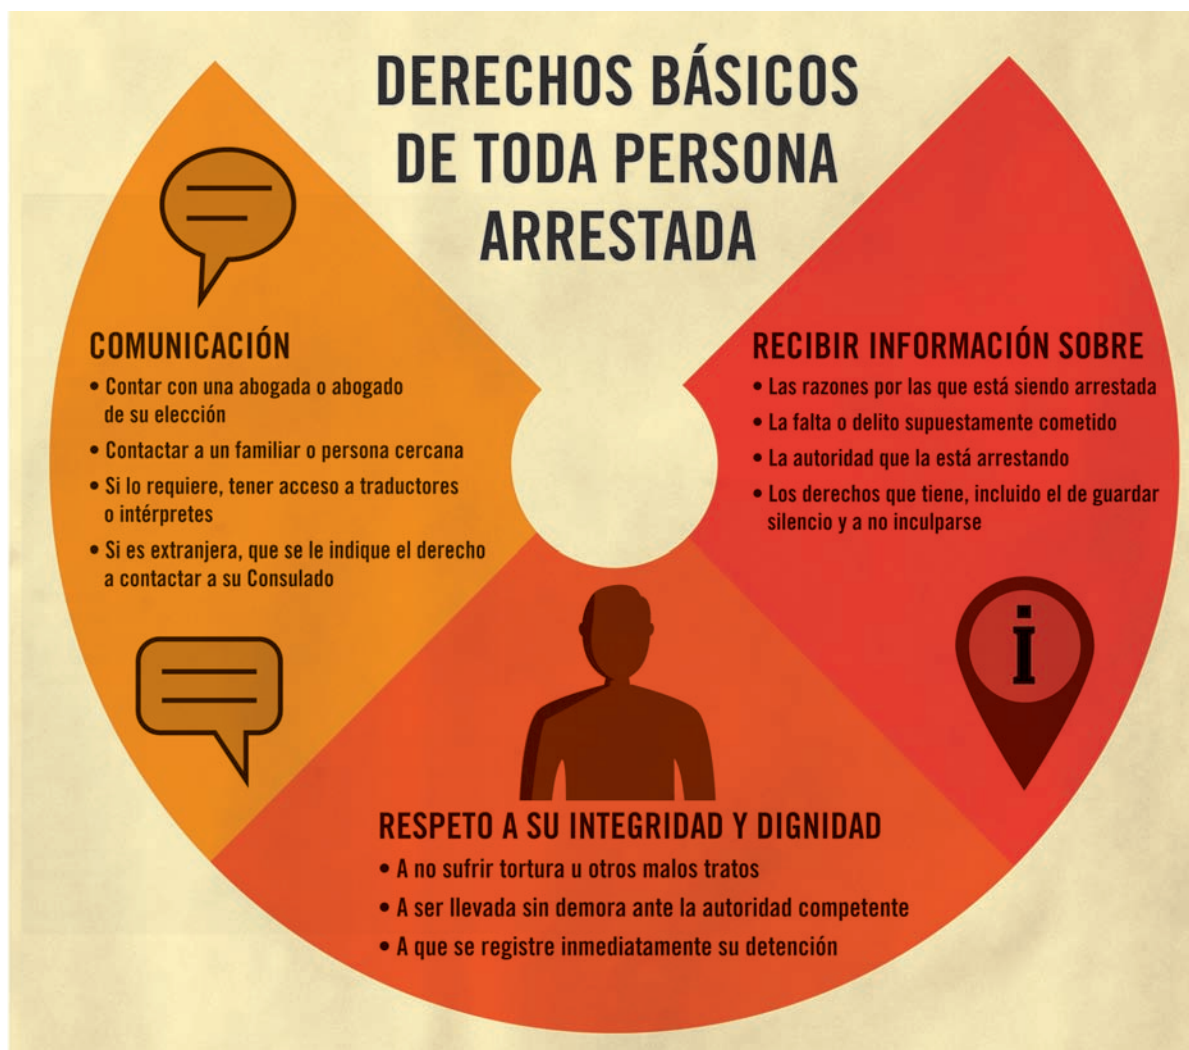 DERECHOS BÁSICOS
DE TODA PERSONA
ARRESTADA
COMUNICACIÓN
• Contar con una abogada o abogado
de su elección
• Contactar a un familiar o persona cercana
• Si lo requiere, tener acceso a traductores
o intérpretes
• Si es extranjera, que se le indique el derecho
a contactar a su Consulado
RECIBIR INFORMACIÓN SOBRE
• Las razones por las que está siendo arrestada
• La falta o delito supuestamente cometido
• La autoridad que la está arrestando
• Los derechos que tiene, incluido el de guardar
silencio y a no inculparse
i
RESPETO A SU INTEGRIDAD Y DIGNIDAD
• A no sufrir tortura u otros malos tratos
• A ser llevada sin demora ante la autoridad competente
• A que se registre inmediatamente su detención